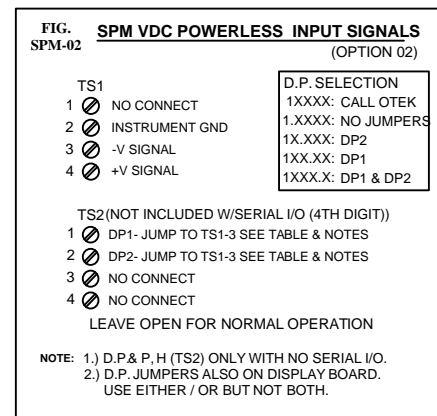 FIG. SPM-02
SPM VDC POWERLESS INPUT SIGNALS
(OPTION 02)
TS1
1 NO CONNECT
2 INSTRUMENT GND
3 -V SIGNAL
4 +V SIGNAL
D.P. SELECTION
1XXXX: CALL OTEK
1.XXXX: NO JUMPERS
1X.XXX: DP2
1XX.XX: DP1
1XXX.X: DP1 & DP2
TS2(NOT INCLUDED W/SERIAL I/O (4TH DIGIT))
1 DP1- JUMP TO TS1-3 SEE TABLE & NOTES
2 DP2- JUMP TO TS1-3 SEE TABLE & NOTES
3 NO CONNECT
4 NO CONNECT
LEAVE OPEN FOR NORMAL OPERATION
NOTE: 1.) D.P.& P, H (TS2) ONLY WITH NO SERIAL I/O.
2.) D.P. JUMPERS ALSO ON DISPLAY BOARD.
USE EITHER / OR BUT NOT BOTH.